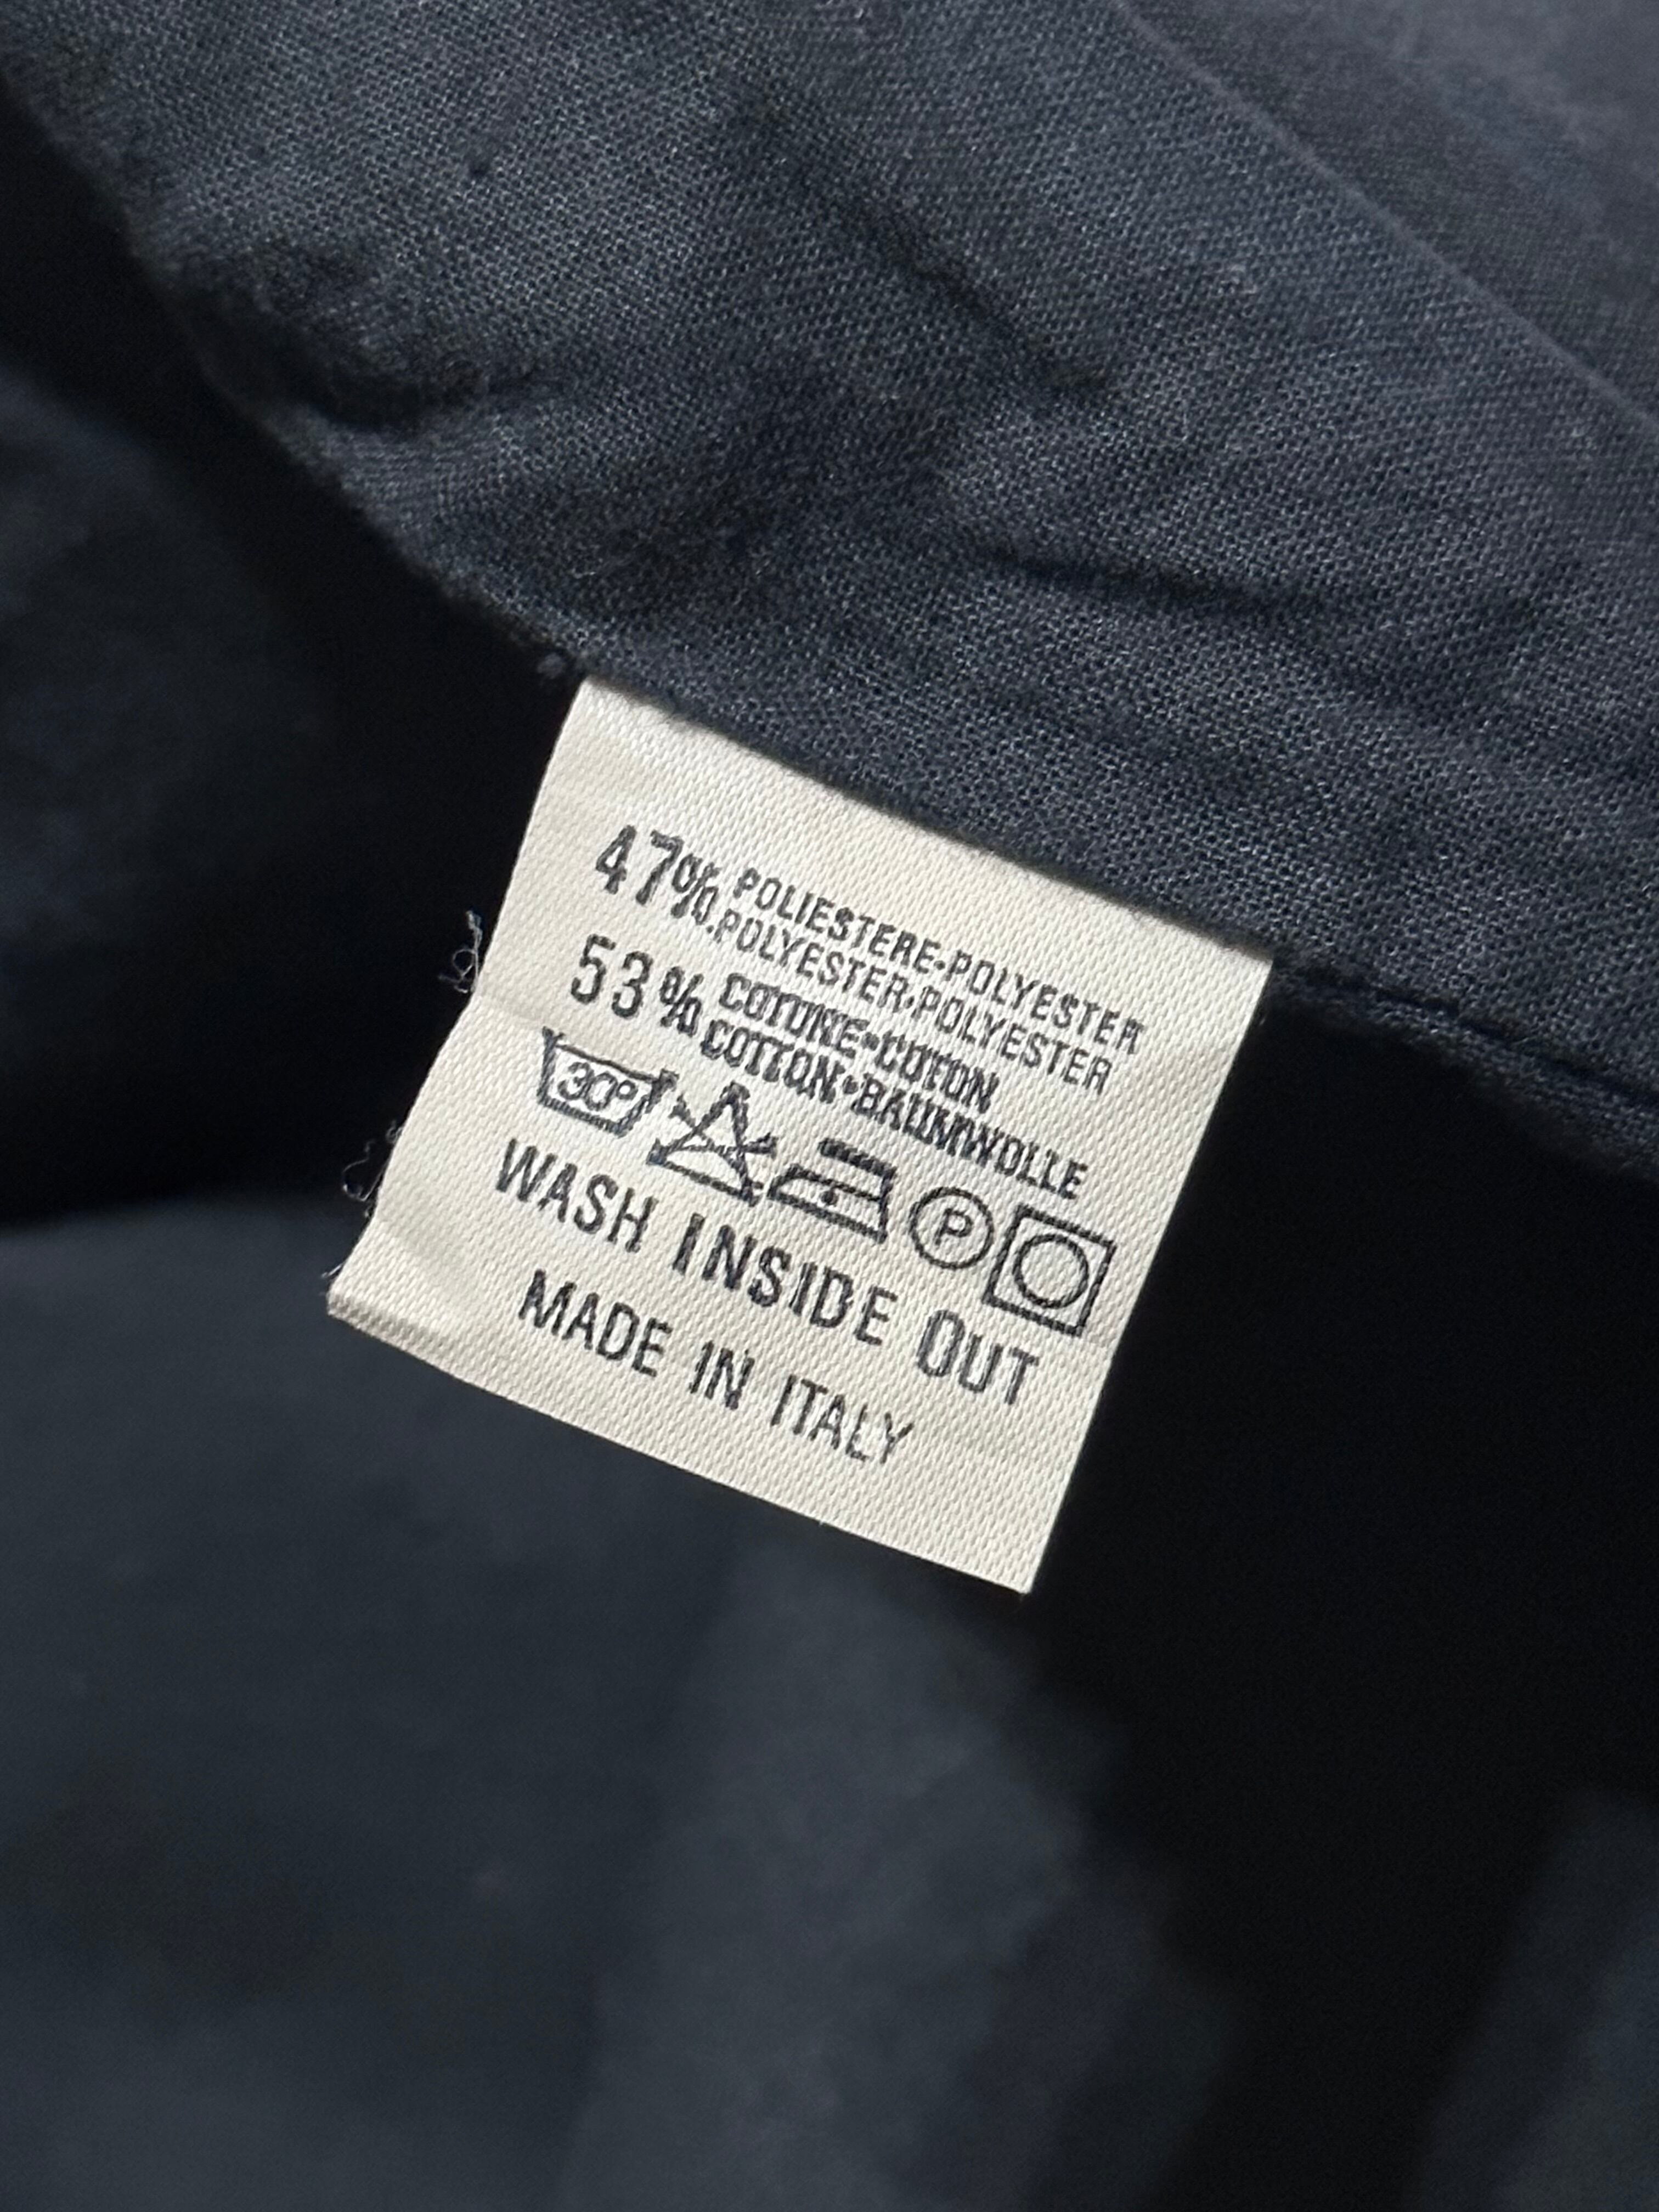 47% POLIESTERE•POLYESTER
POLYESTER•POLYESTER
53% COTONE•COTON
COTTON•BAUMWOLLE
30° P
WASH INSIDE OUT
MADE IN ITALY